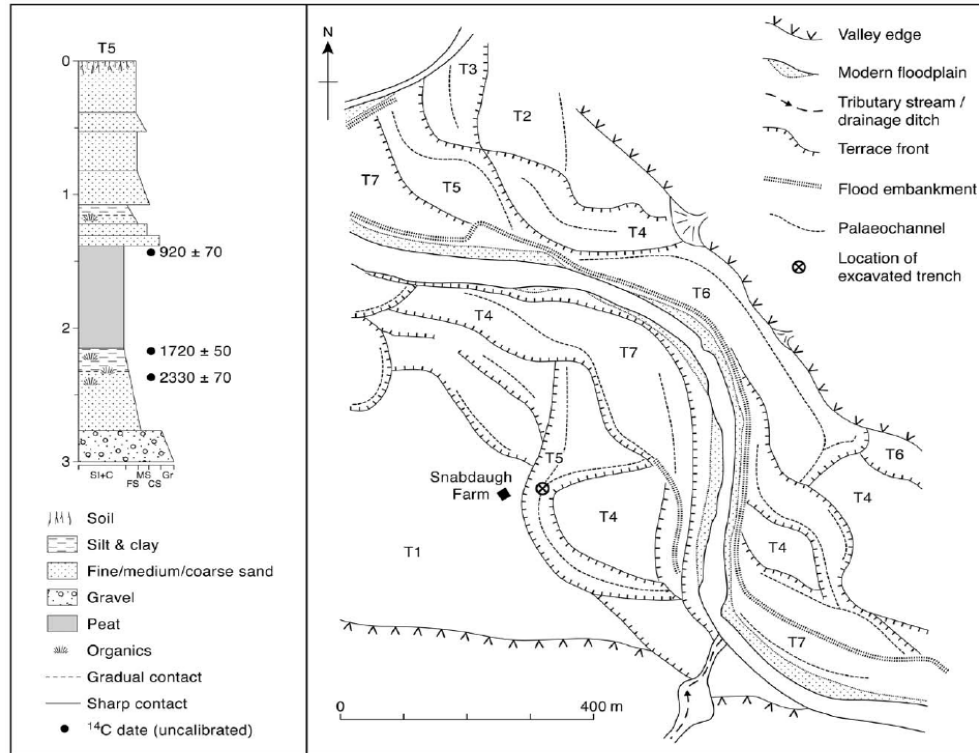 T5
0
1
920 ± 70
2
1720 ± 50
2330 ± 70
3
SI+C
FS
MS
CS
Gr
Soil
Silt & clay
Fine/medium/coarse sand
Gravel
Peat
Organics
Gradual contact
Sharp contact
14C date (uncalibrated)
N
T3
T2
T7
T5
T4
T6
T4
T7
T5
Snabdaugh
Farm
T4
T6
T4
T4
T1
T7
0
400 m
Valley edge
Modern floodplain
Tributary stream /
drainage ditch
Terrace front
Flood embankment
Palaeochannel
Location of
excavated trench